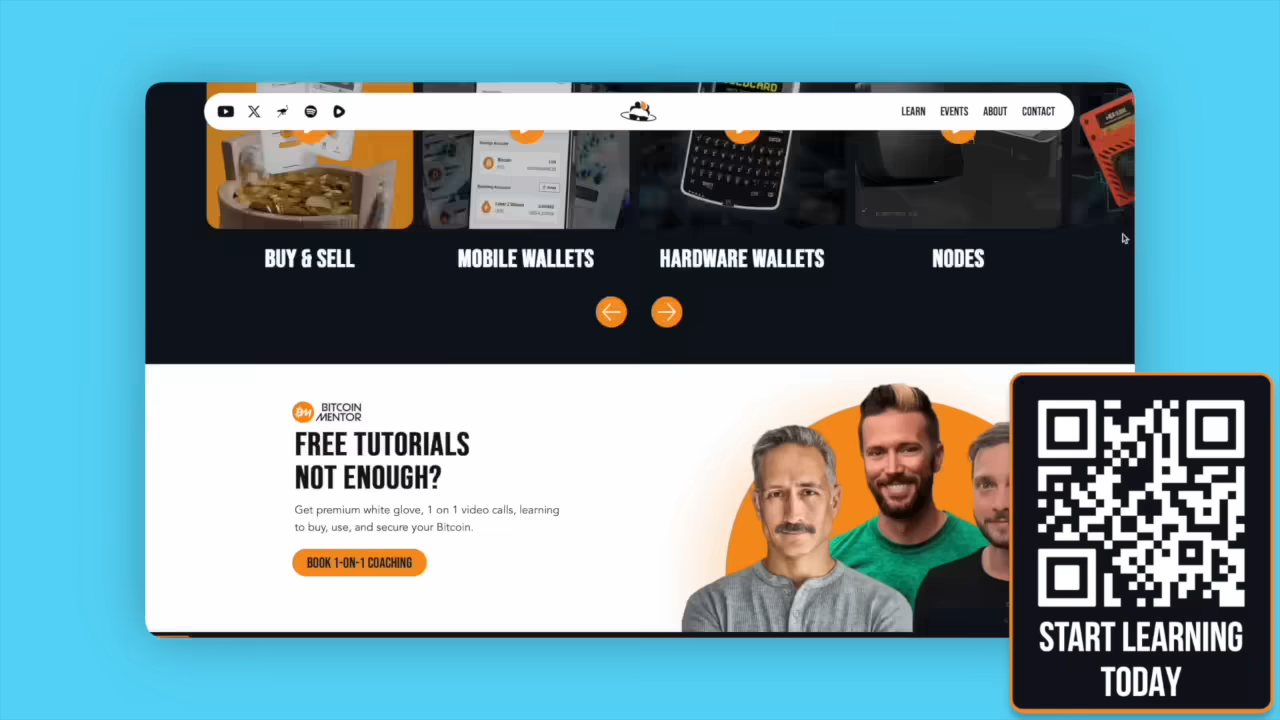 LEARN EVENTS ABOUT CONTACT
Bitcoin
BUY & SELL
MOBILE WALLETS
HARDWARE WALLETS
NODES
BM BITCOIN
MENTOR
FREE TUTORIALS
NOT ENOUGH?
Get premium white glove, 1 on 1 video calls, learning
to buy, use, and secure your Bitcoin.
BOOK 1-ON-1 COACHING
START LEARNING
TODAY